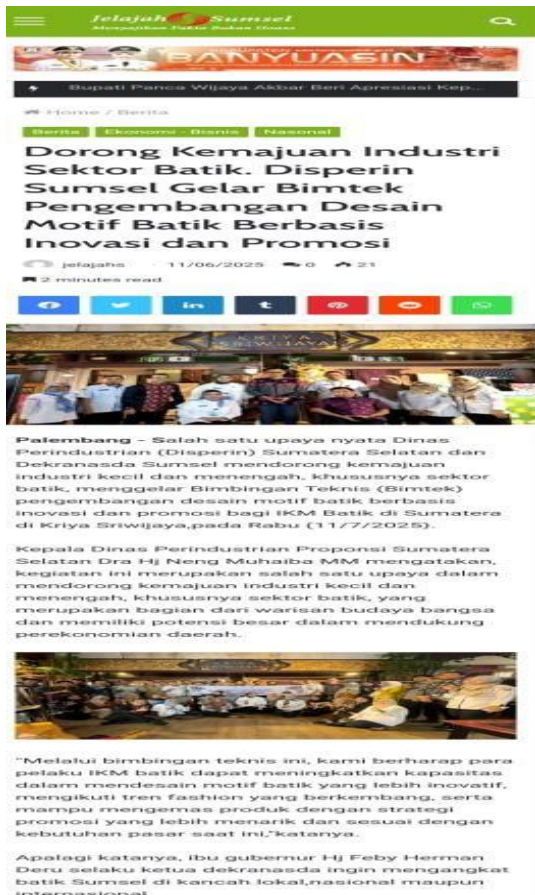 Jelajah Sumsel
Menyajikan Fakta Bukan Hoaxs
BANYUASIN
Bupati Panca Wijaya Akbar Beri Apresiasi Kep...
Home / Berita
Berita Ekonomi - Bisnis Nasional
Dorong Kemajuan Industri
Sektor Batik. Disperin
Sumsel Gelar Bimtek
Pengembangan Desain
Motif Batik Berbasis
Inovasi dan Promosi
jelajahs 11/06/2025 0 21
2 minutes read
KRIYA
SRIWIJAYA
Palembang - Salah satu upaya nyata Dinas
Perindustrian (Disperin) Sumatera Selatan dan
Dekranasda Sumsel mendorong kemajuan
industri kecil dan menengah, khususnya sektor
batik, menggelar Bimbingan Teknis (Bimtek)
pengembangan desain motif batik berbasis
inovasi dan promosi bagi IKM Batik di Sumatera
di Kriya Sriwijaya,pada Rabu (11/7/2025).
Kepala Dinas Perindustrian Proponsi Sumatera
Selatan Dra Hj Neng Muhaiba MM mengatakan,
kegiatan ini merupakan salah satu upaya dalam
mendorong kemajuan industri kecil dan
menengah, khususnya sektor batik, yang
merupakan bagian dari warisan budaya bangsa
dan memiliki potensi besar dalam mendukung
perekonomian daerah.
"Melalui bimbingan teknis ini, kami berharap para
pelaku IKM batik dapat meningkatkan kapasitas
dalam mendesain motif batik yang lebih inovatif,
mengikuti tren fashion yang berkembang, serta
mampu mengemas produk dengan strategi
promosi yang lebih menarik dan sesuai dengan
kebutuhan pasar saat ini,"katanya.
Apalagi katanya, ibu gubernur Hj Feby Herman
Deru selaku ketua dekranasda ingin mengangkat
batik Sumsel di kancah lokal,nasional maupun
internasional